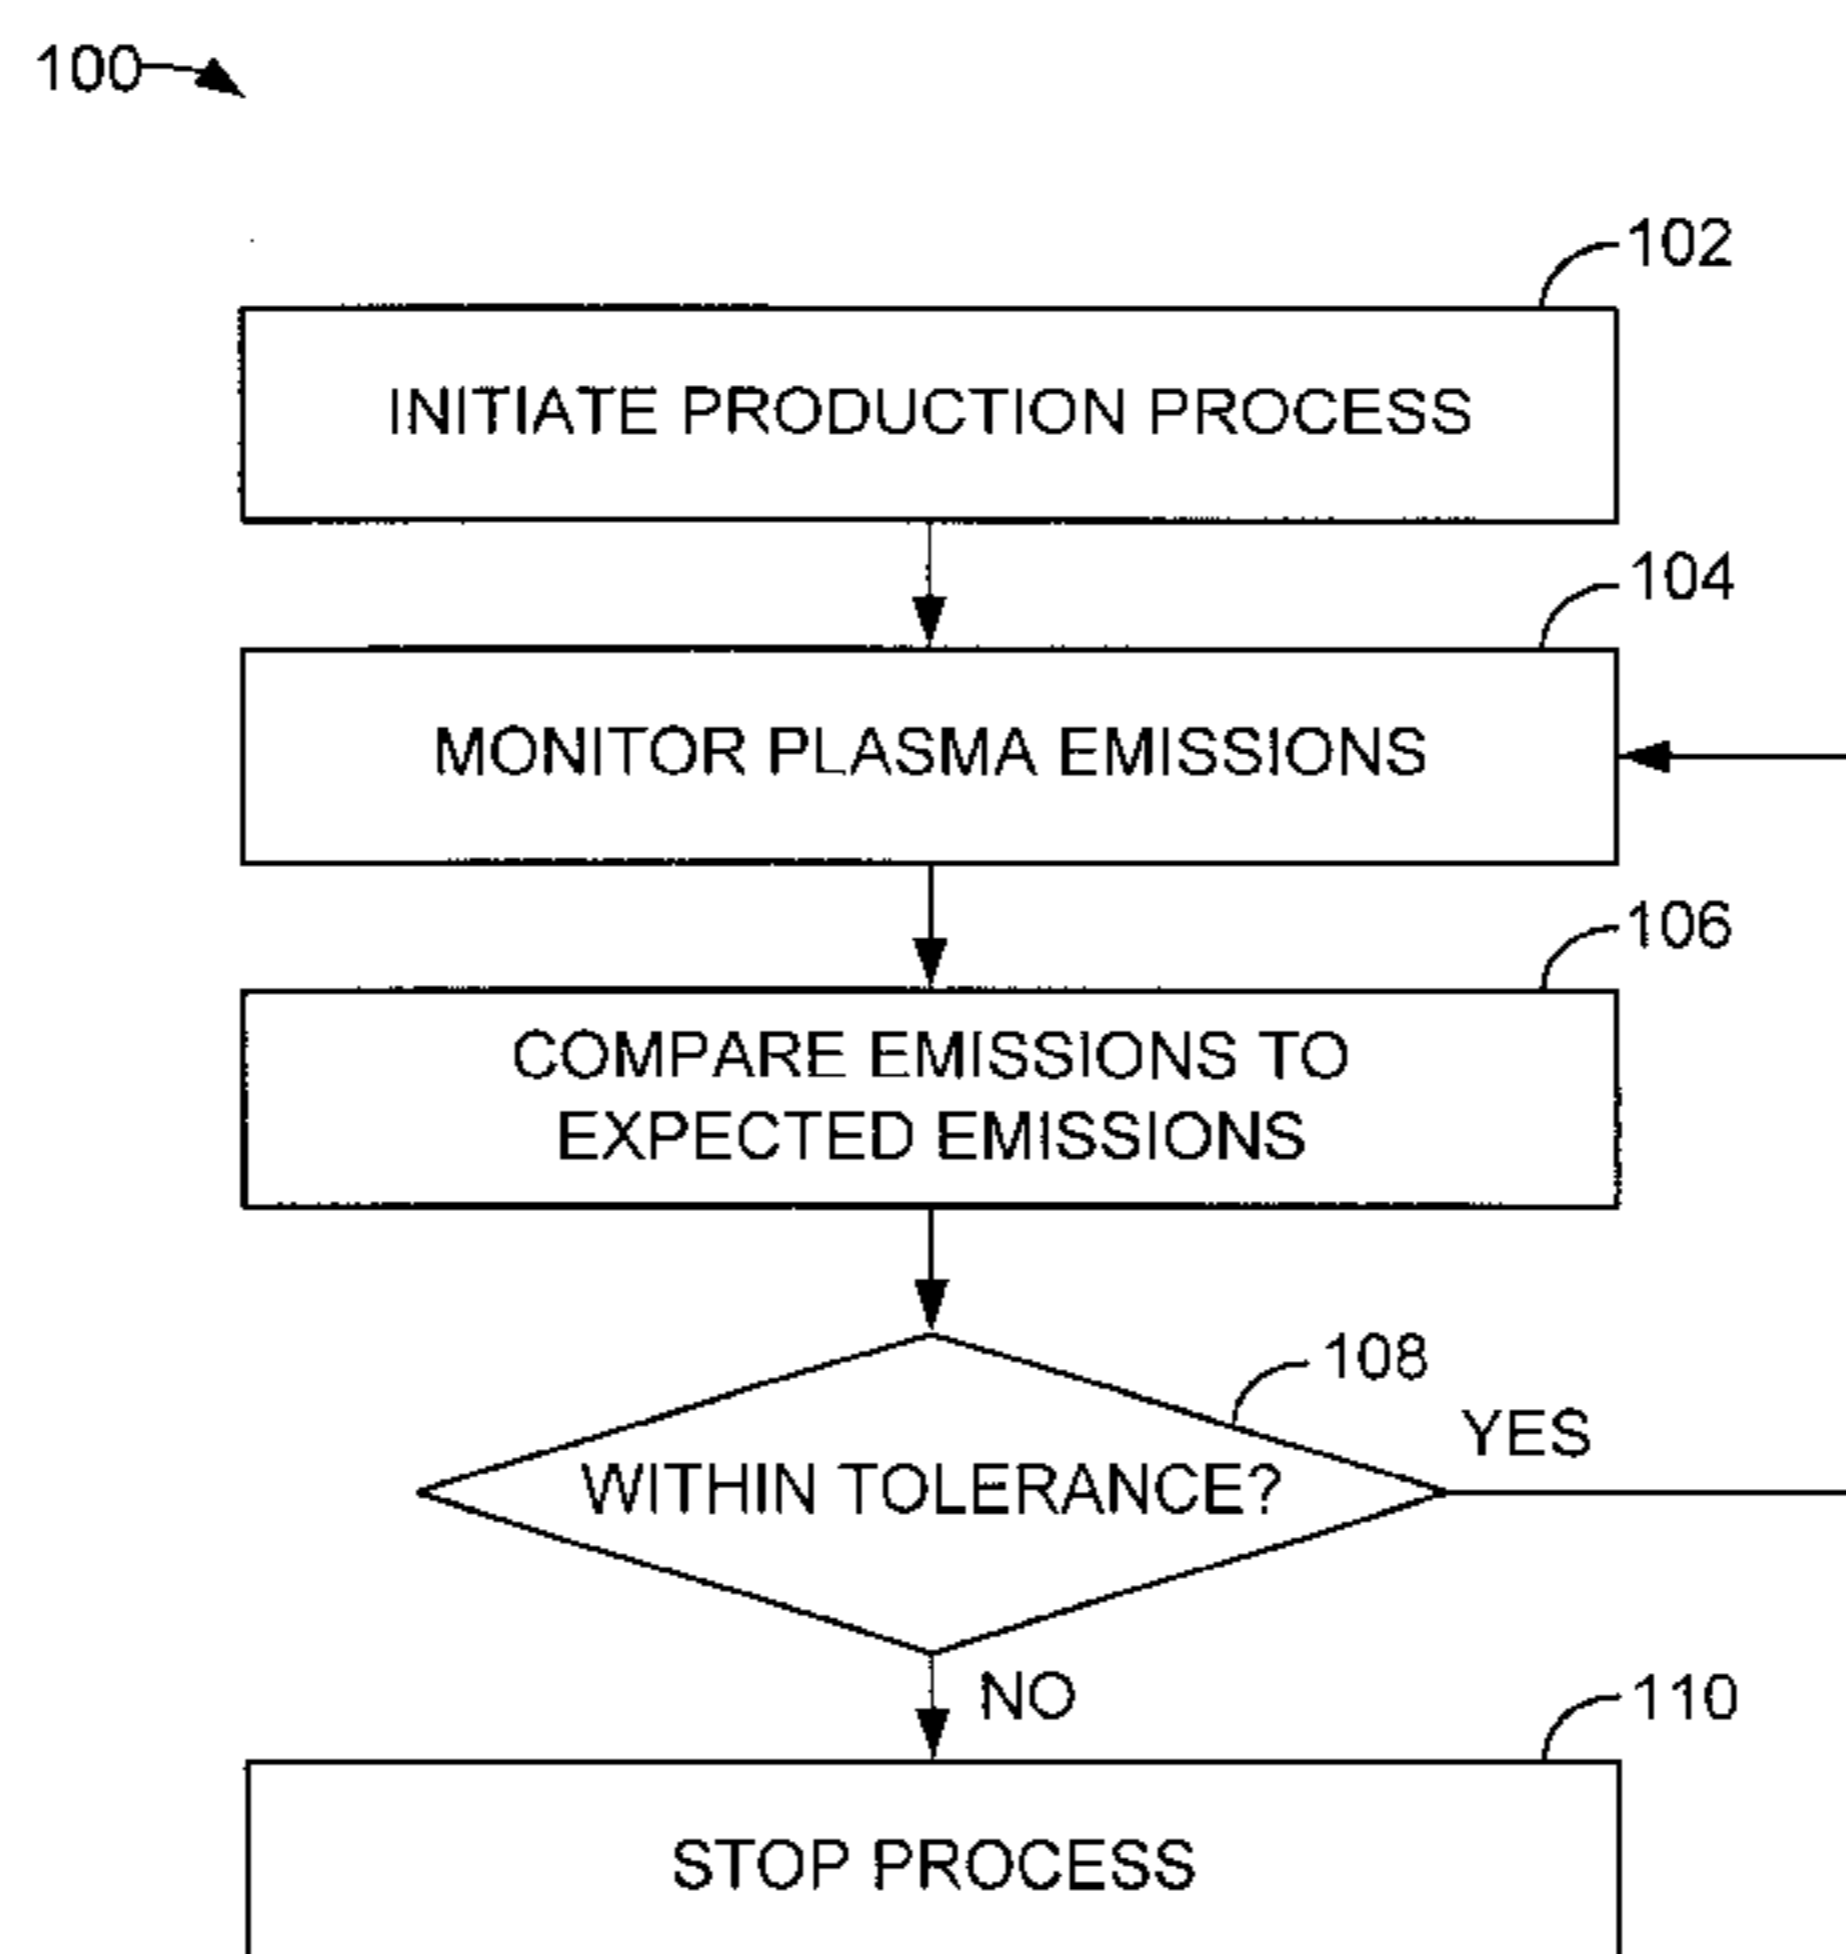 100
102
INITIATE PRODUCTION PROCESS
104
MONITOR PLASMA EMISSIONS
106
COMPARE EMISSIONS TO
EXPECTED EMISSIONS
108
YES
WITHIN TOLERANCE?
NO
110
STOP PROCESS